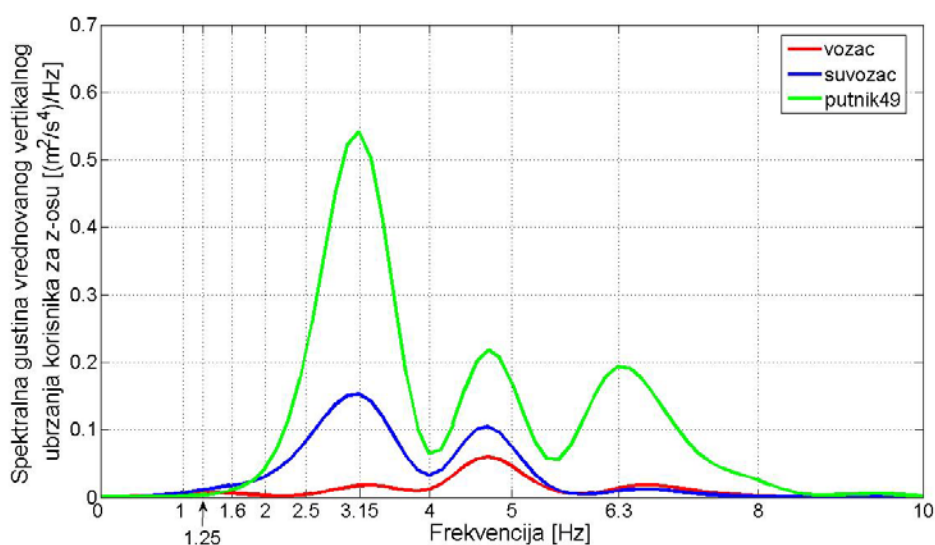 Spektralna gustina vrednovanog vertikalnog
ubrzanja korisnika za z-osu [(m²/s⁴)/Hz]
0.7
0.6
0.5
0.4
0.3
0.2
0.1
0
vozac
suvozac
putnik49
0 1 1.6 2 2.5 3.15 4 5 6.3 8 10
1.25
Frekvencija [Hz]